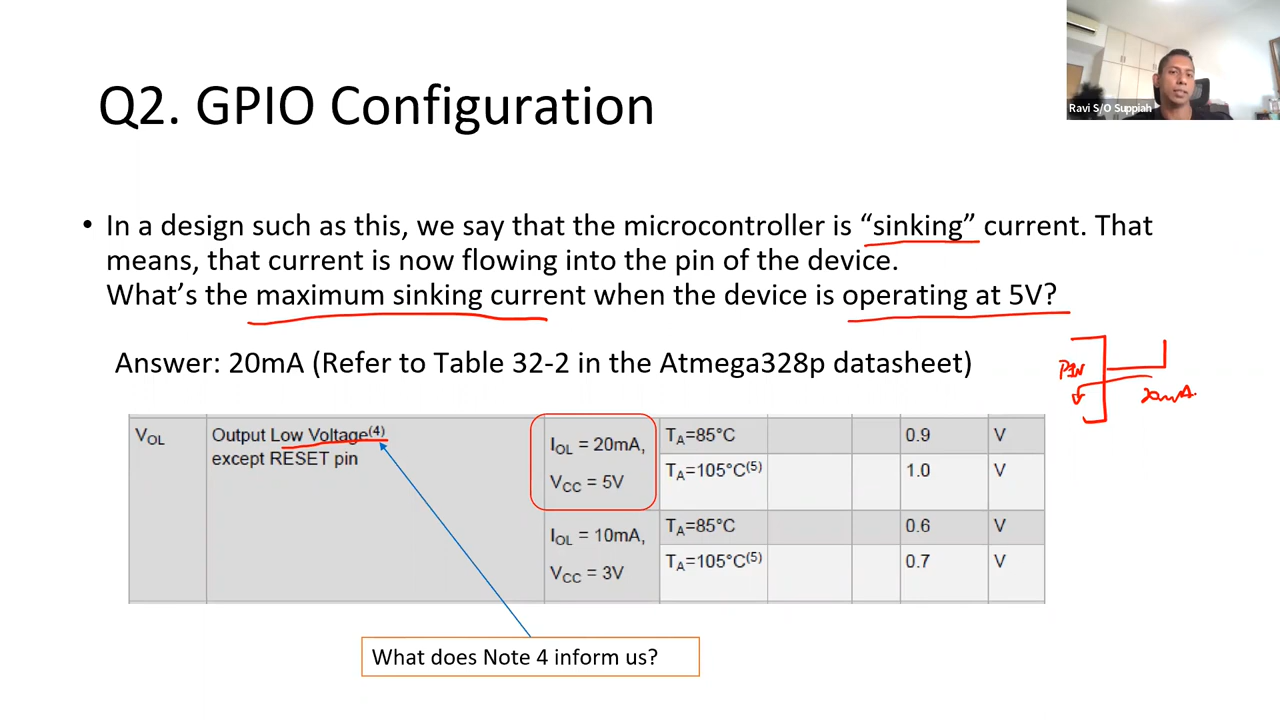 Q2. GPIO Configuration
Ravi S/O Suppiah
• In a design such as this, we say that the microcontroller is “sinking” current. That
means, that current is now flowing into the pin of the device.
What’s the maximum sinking current when the device is operating at 5V?
Answer: 20mA (Refer to Table 32-2 in the Atmega328p datasheet)
PIN
20mA.
VOL Output Low Voltage(4) IOL = 20mA, TA=85°C 0.9 V
except RESET pin VCC = 5V TA=105°C(5) 1.0 V
IOL = 10mA, TA=85°C 0.6 V
VCC = 3V TA=105°C(5) 0.7 V
What does Note 4 inform us?